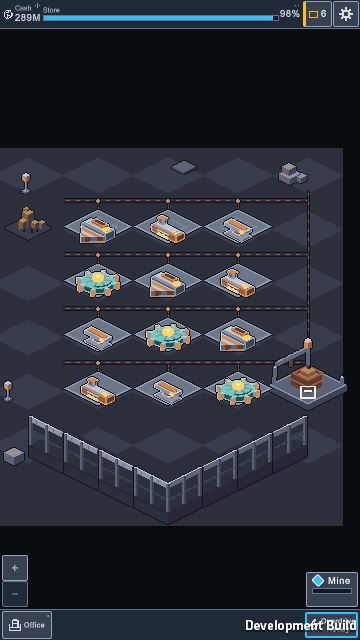 Cash
Store
289M
98%
6
+
−
Mine
Office
Development Build